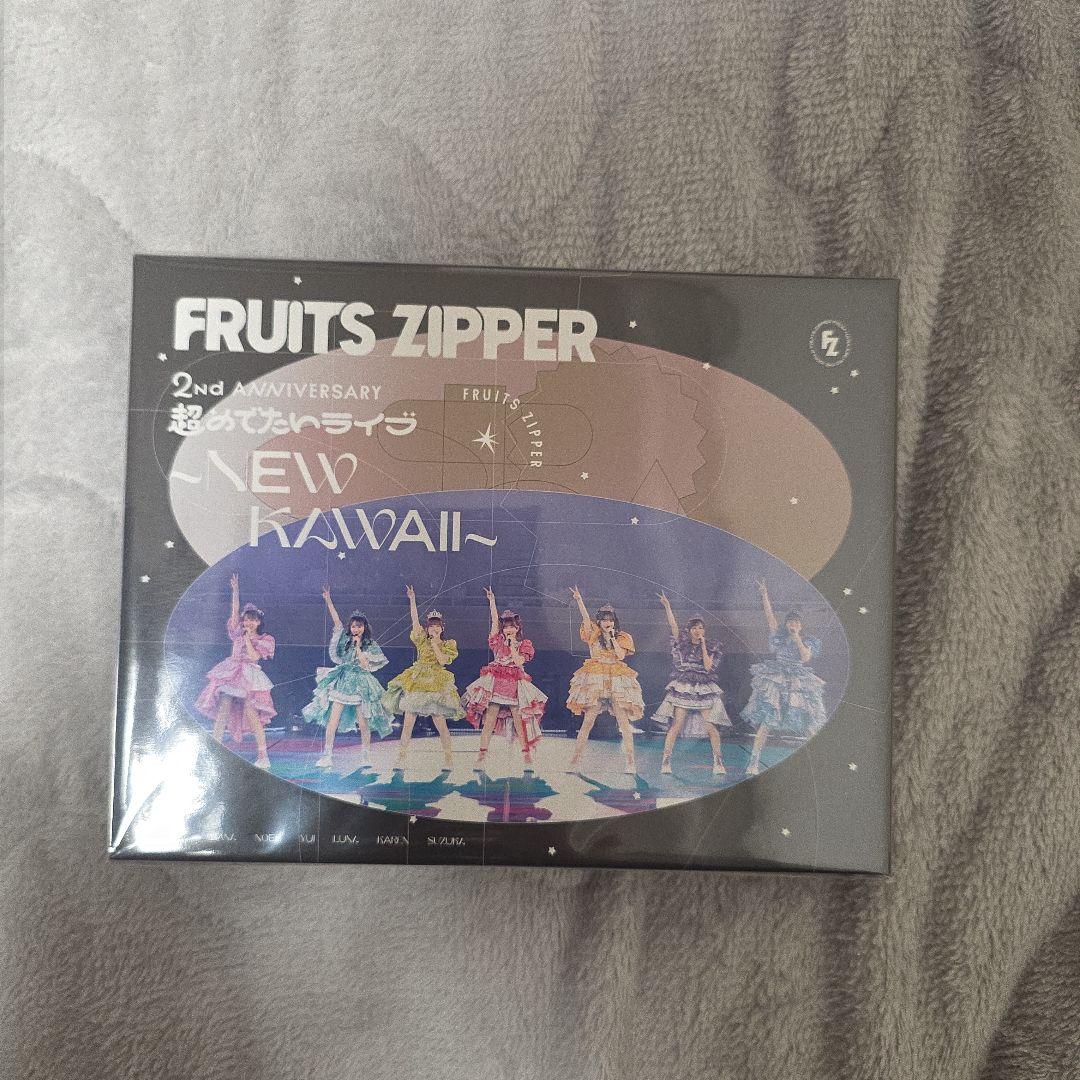 FRUITS ZIPPER
FZ
2nd ANNIVERSARY
超めでたいライブ
~NEW
KAWAII~
FRUITS ZIPPER
NOEL YUI LUNA KAREN SUZUKA